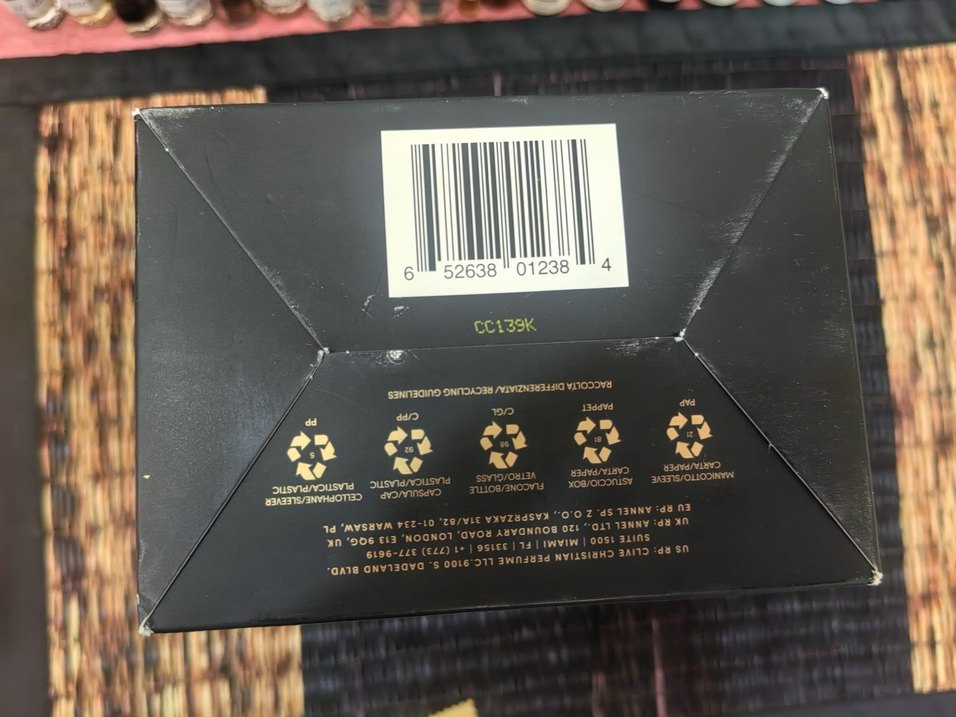 6 52638 01238 4
CC139K
US RP: CLIVE CHRISTIAN PERFUME LLC.9100 S. DADELAND BLVD.
SUITE 1500 | MIAMI | FL | 33156 | +1 (773) 377-9619
UK RP: ANNEL LTD., 120 BOUNDARY ROAD, LONDON, E13 9QG, UK
EU RP: ANNEL SP Z.O.O., KASPRZAKA 31A/82, 01-234 WARSAW, PL
MANICOTTO/SLEEVE
CARTA/PAPER
21
PAP
ASTUCCIO/BOX
CARTA/PAPER
81
PAPPET
FLACONE/BOTTLE
VETRO/GLASS
98
C/GL
CAPSULA/CAP
PLASTICA/PLASTIC
92
C/PP
CELLOPHANE/SLEEVER
PLASTICA/PLASTIC
5
PP
RACCOLTA DIFFERENZIATA/ RECYCLING GUIDELINES